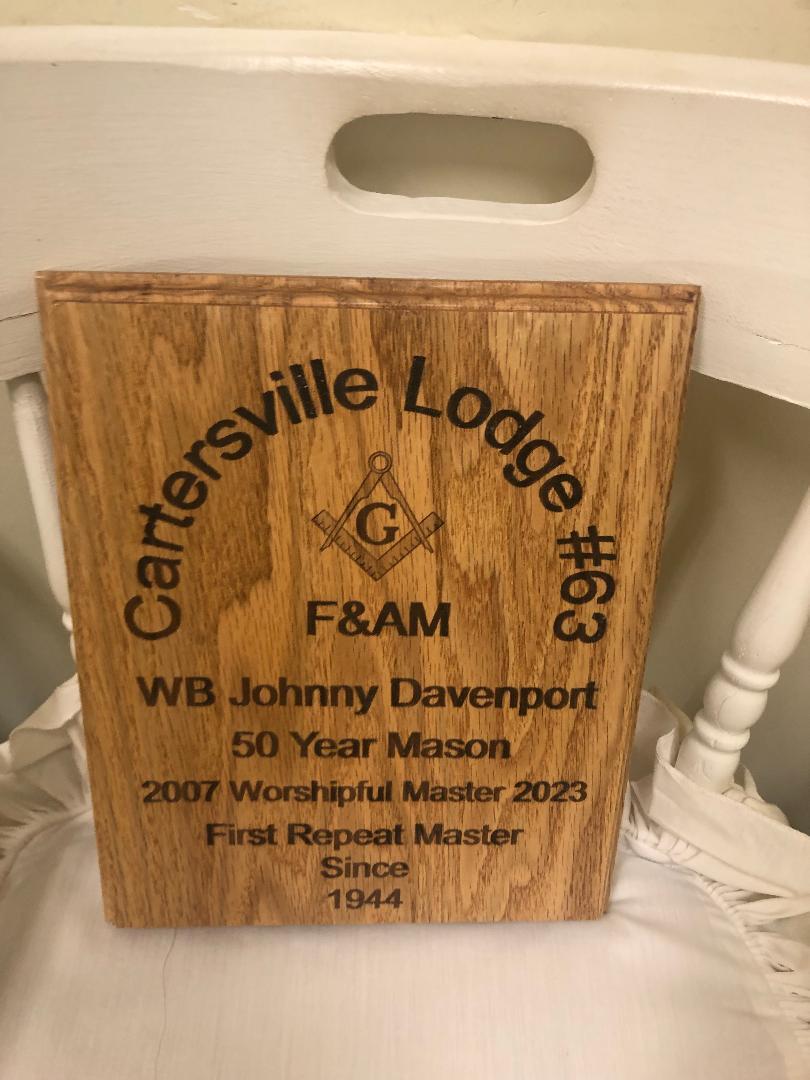 Cartersville Lodge #63
G
F&AM
WB Johnny Davenport
50 Year Mason
2007 Worshipful Master 2023
First Repeat Master
Since
1944